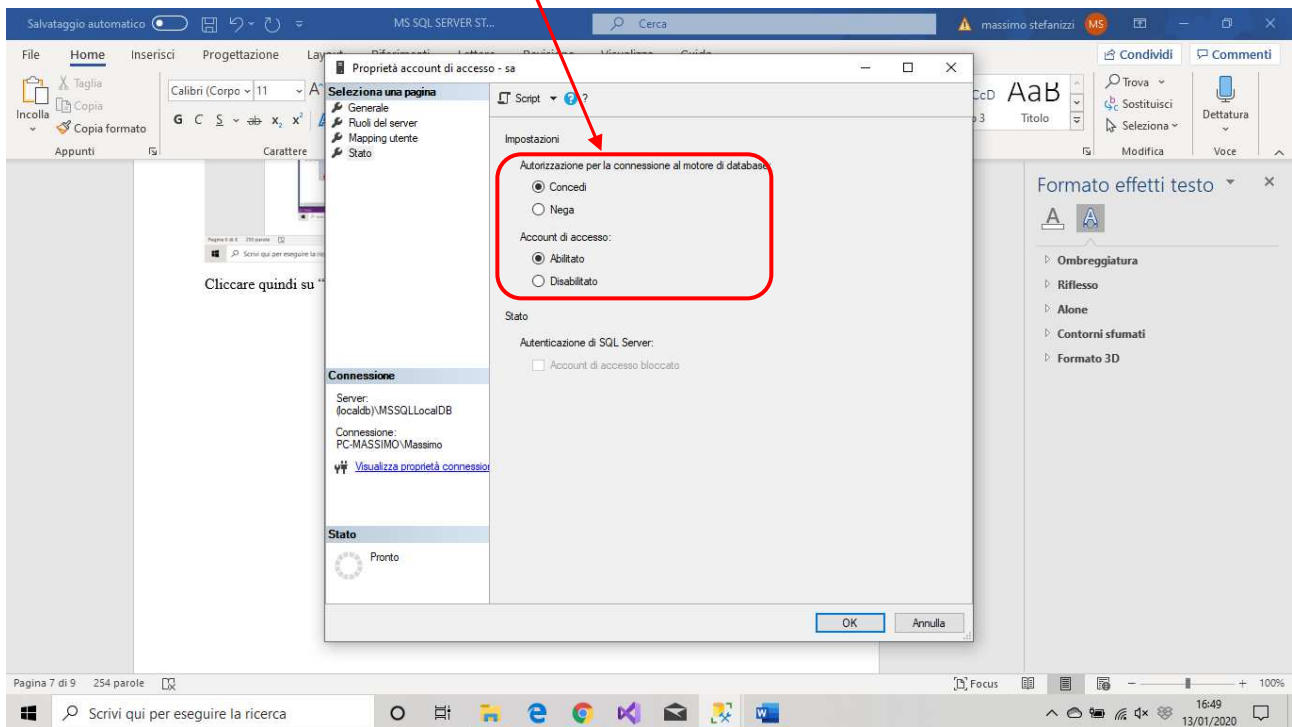 Salvataggio automatico
MS SQL SERVER ST...
Cerca
massimo stefanizzi
MS
File Home Inserisci Progettazione Lay
Condividi
Commenti
Taglia
Copia
Copia formato
Incolla
Appunti
Calibri (Corpo 11
G C S ab x₂ x²
Carattere
Titolo
Trova
Sostituisci
Seleziona
Modifica
Dettatura
Voce
Proprietà account di accesso - sa
Seleziona una pagina
Generale
Ruoli del server
Mapping utente
Stato
Script ?
Impostazioni
Autorizzazione per la connessione al motore di database:
Concedi
Nega
Account di accesso:
Abilitato
Disabilitato
Stato
Autenticazione di SQL Server:
Account di accesso bloccato
Connessione
Server:
(localdb)\MSSQLLocalDB
Connessione:
PC-MASSIMO\Massimo
Visualizza proprietà connession
Stato
Pronto
OK Annulla
Cliccare quindi su “
Formato effetti testo
Ombreggiatura
Riflesso
Alone
Contorni sfumati
Formato 3D
Pagina 7 di 9 254 parole
Focus
100%
Scrivi qui per eseguire la ricerca
16:49
13/01/2020